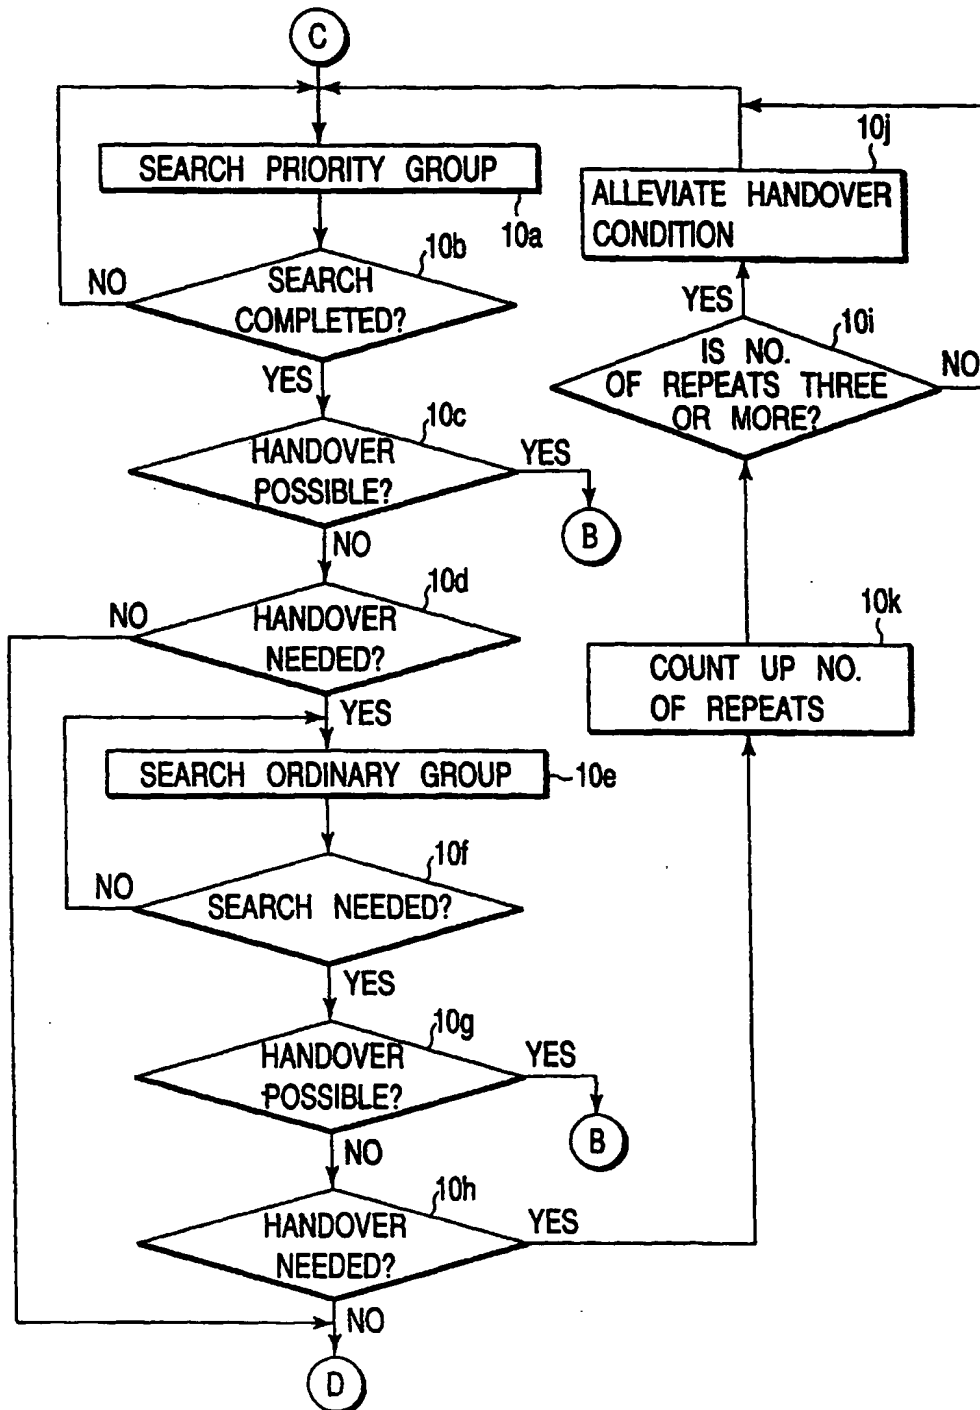 C
SEARCH PRIORITY GROUP
10a
10b
SEARCH
COMPLETED?
NO
YES
10c
HANDOVER
POSSIBLE?
YES
B
NO
10d
HANDOVER
NEEDED?
NO
YES
SEARCH ORDINARY GROUP
10e
10f
SEARCH NEEDED?
NO
YES
10g
HANDOVER
POSSIBLE?
YES
B
NO
10h
HANDOVER
NEEDED?
YES
NO
D
10j
ALLEVIATE HANDOVER
CONDITION
YES
10i
IS NO.
OF REPEATS THREE
OR MORE?
NO
10k
COUNT UP NO.
OF REPEATS